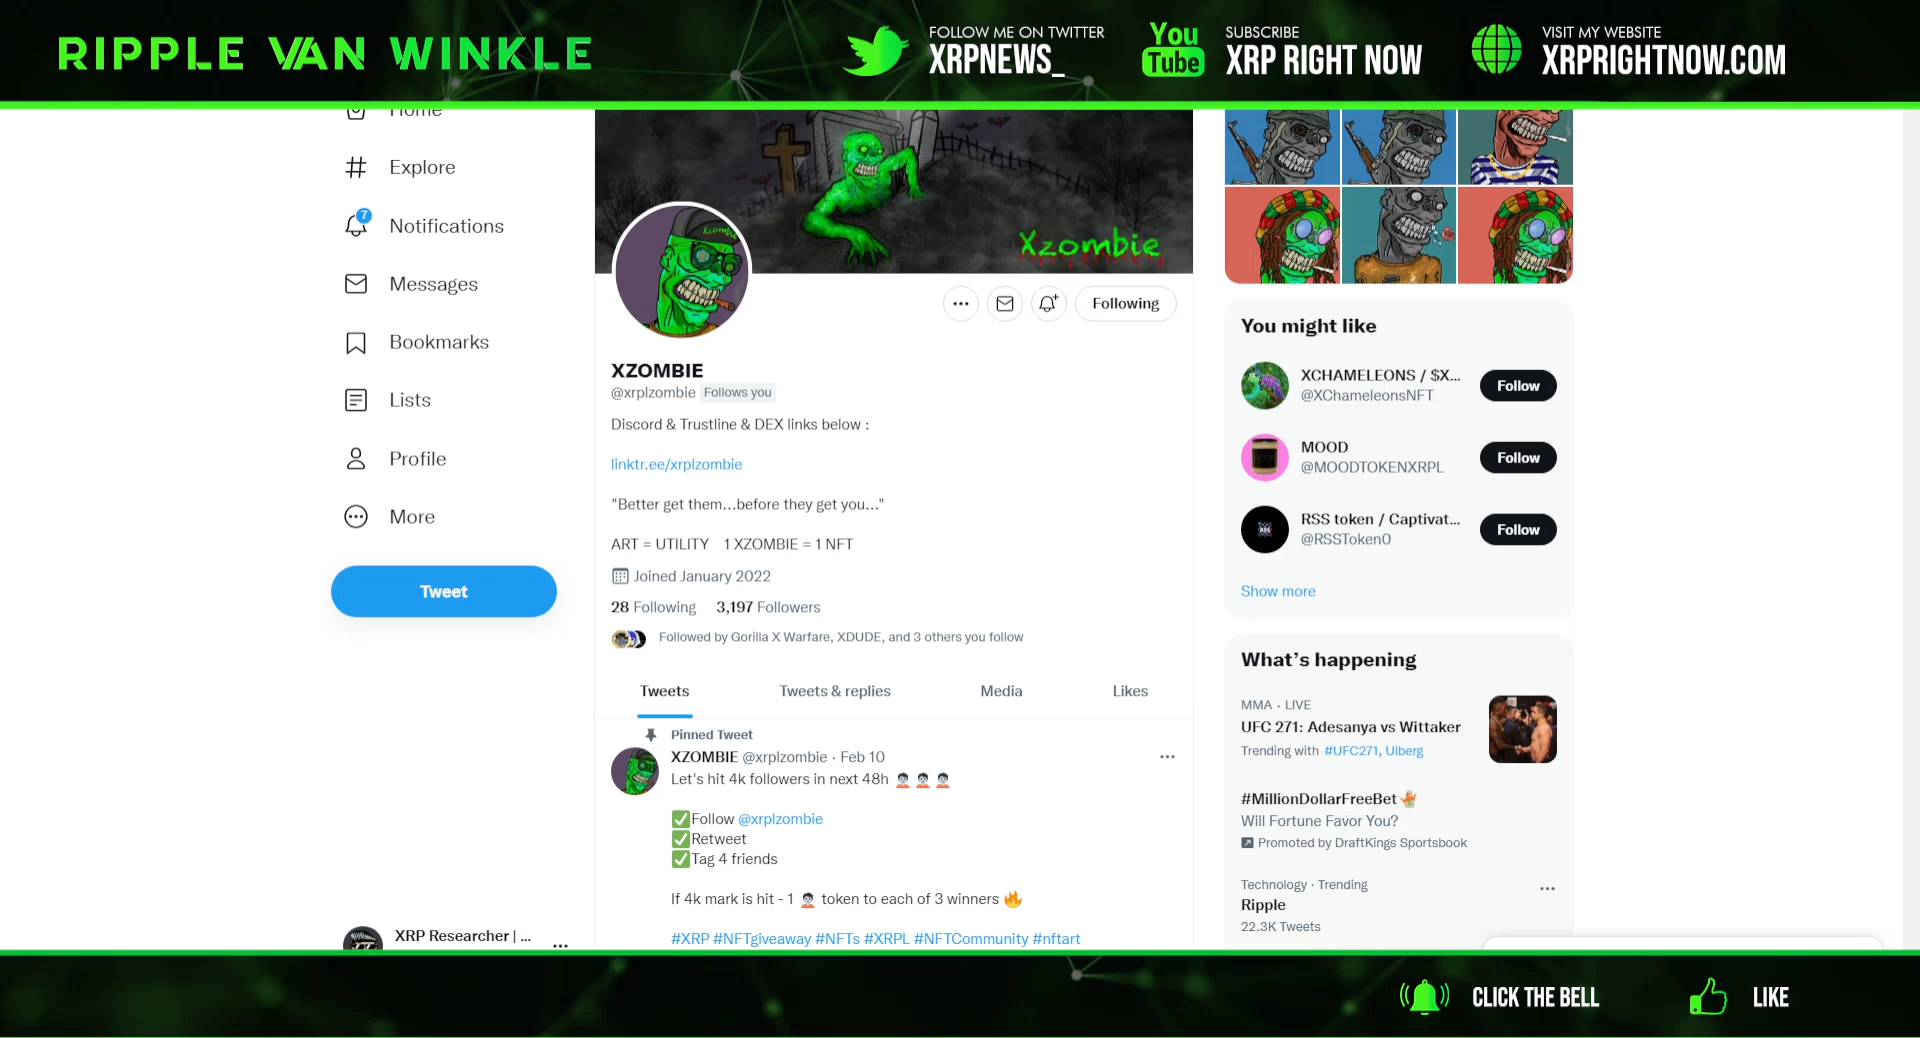 RIPPLE VAN WINKLE
FOLLOW ME ON TWITTER
XRPNEWS_
You
Tube
SUBSCRIBE
XRP RIGHT NOW
VISIT MY WEBSITE
XRPRIGHTNOW.COM
Home
Explore
7
Notifications
Messages
Bookmarks
Lists
Profile
More
Tweet
XRP Researcher | ...
Xzombie
Xzombie
Following
XZOMBIE
@xrplzombie Follows you
Discord & Trustline & DEX links below :
linktr.ee/xrplzombie
"Better get them...before they get you..."
ART = UTILITY 1 XZOMBIE = 1 NFT
Joined January 2022
28 Following 3,197 Followers
Followed by Gorilla X Warfare, XDUDE, and 3 others you follow
Tweets Tweets & replies Media Likes
Pinned Tweet
XZOMBIE @xrplzombie · Feb 10
Let's hit 4k followers in next 48h 🧟🧟🧟
✅Follow @xrplzombie
✅Retweet
✅Tag 4 friends
If 4k mark is hit - 1 🧟 token to each of 3 winners 🔥
#XRP #NFTgiveaway #NFTs #XRPL #NFTCommunity #nftart
You might like
XCHAMELEONS / $X...
@XChameleonsNFT
Follow
MOOD
@MOODTOKENXRPL
Follow
RSS token / Captivat...
@RSSToken0
Follow
Show more
What's happening
MMA · LIVE
UFC 271: Adesanya vs Wittaker
Trending with #UFC271, Ulberg
#MillionDollarFreeBet
Will Fortune Favor You?
Promoted by DraftKings Sportsbook
Technology · Trending
Ripple
22.3K Tweets
CLICK THE BELL
LIKE